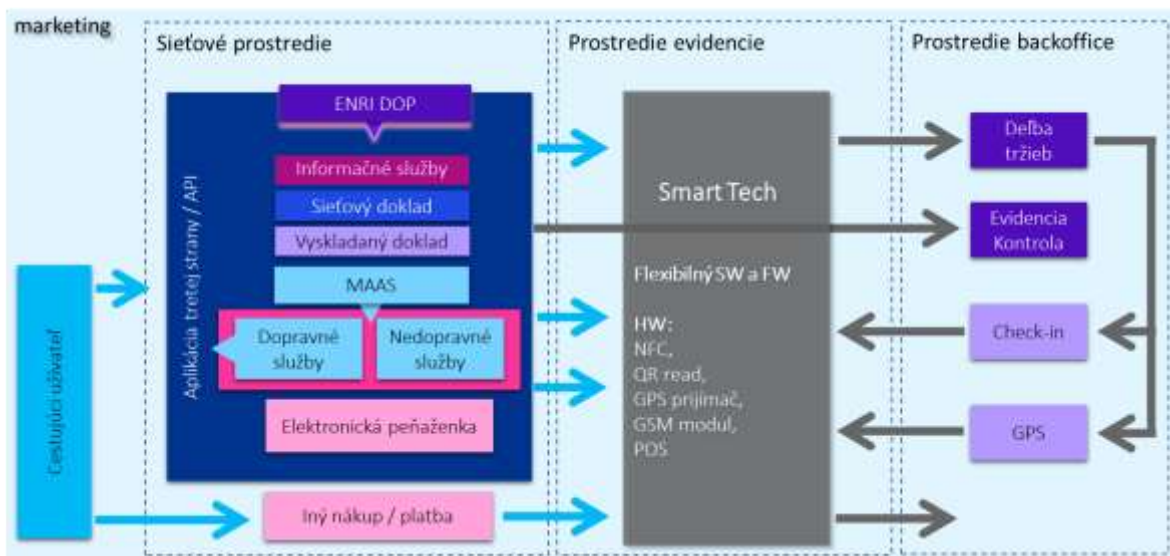 marketing
Sieťové prostredie
Prostredie evidencie
Prostredie backoffice
Cestujúci užívateľ
Aplikácia tretej strany / API
ENRI DOP
Informačné služby
Sieťový doklad
Vyskladaný doklad
MAAS
Dopravné
služby
Nedopravné
služby
Elektronická peňaženka
Iný nákup / platba
Smart Tech
Flexibilný SW a FW
HW:
NFC,
QR read,
GPS prijímač,
GSM modul,
POS
Deľba
tržieb
Evidencia
Kontrola
Check-in
GPS